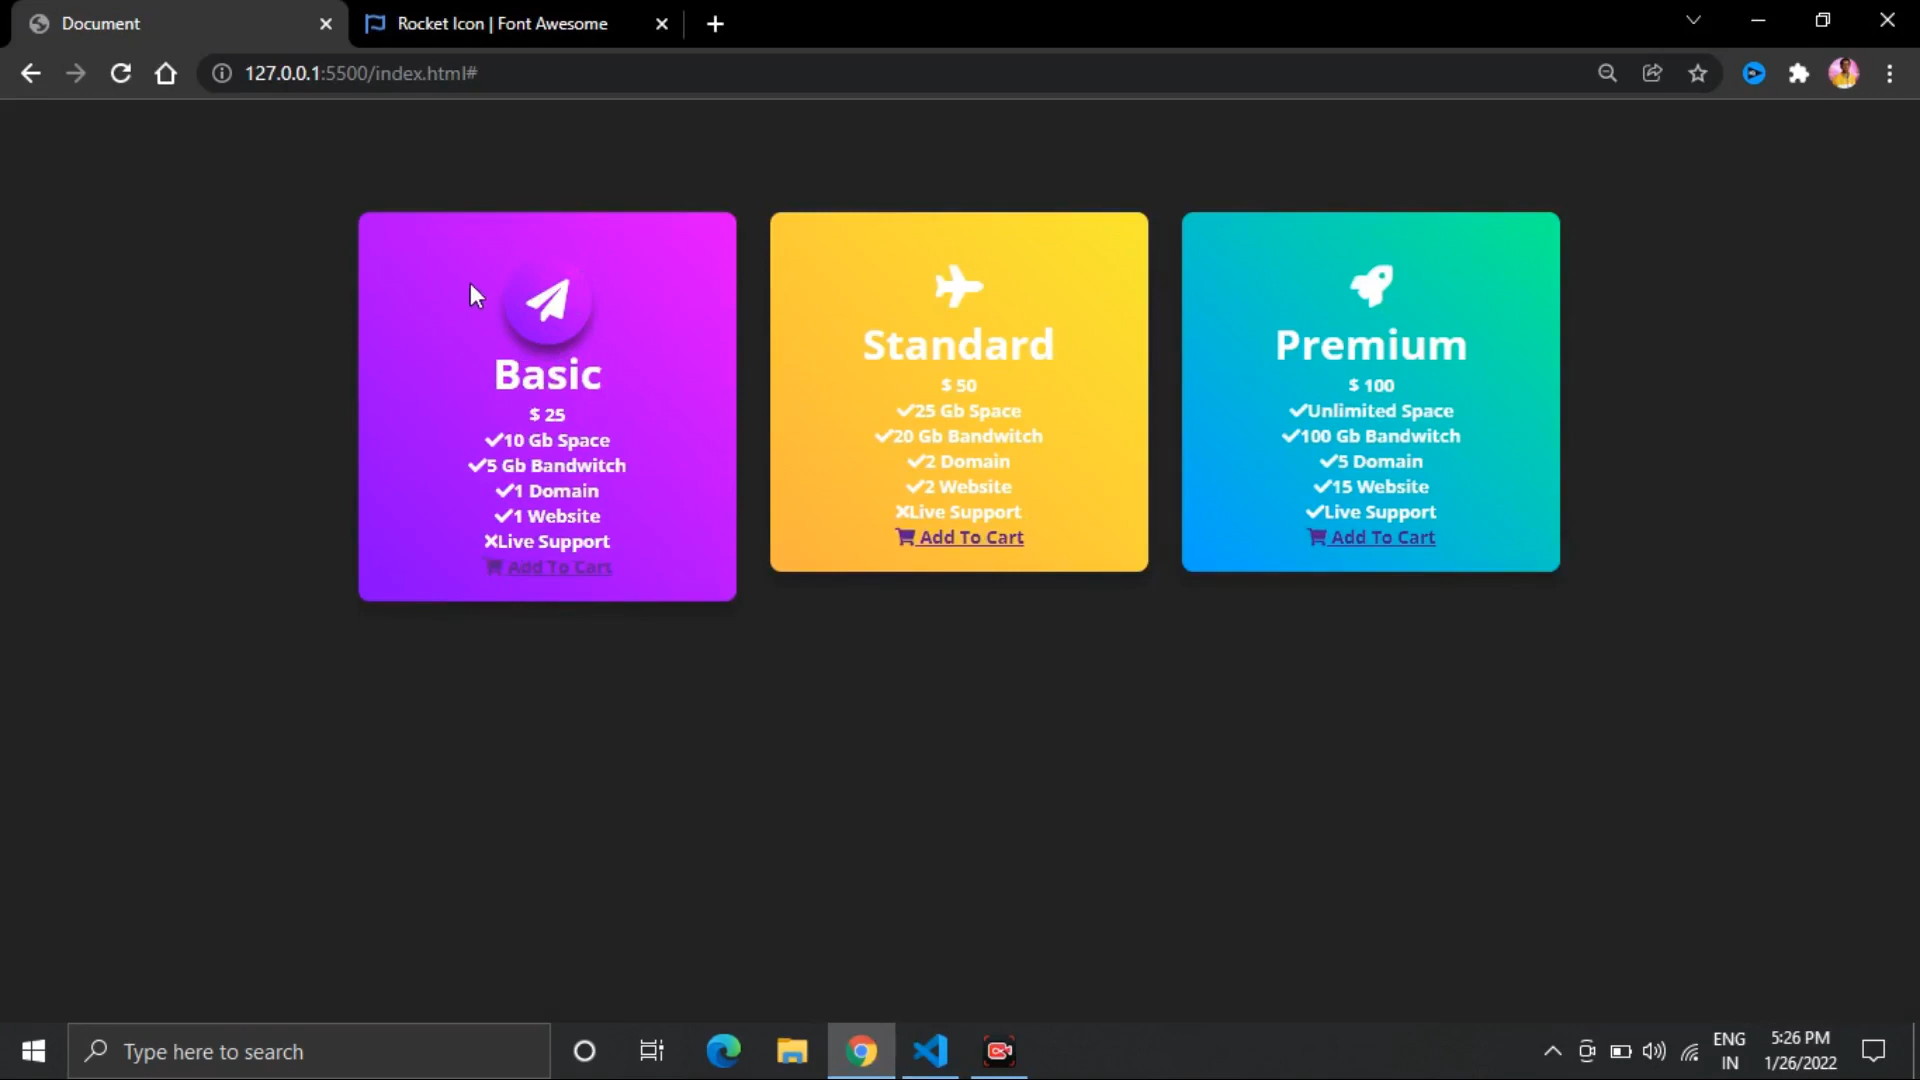 Document
Rocket Icon | Font Awesome
127.0.0.1:5500/index.html#
Basic
$ 25
10 Gb Space
5 Gb Bandwitch
1 Domain
1 Website
Live Support
Add To Cart
Standard
$ 50
25 Gb Space
20 Gb Bandwitch
2 Domain
2 Website
Live Support
Add To Cart
Premium
$ 100
Unlimited Space
100 Gb Bandwitch
5 Domain
15 Website
Live Support
Add To Cart
Type here to search
ENG
IN
5:26 PM
1/26/2022